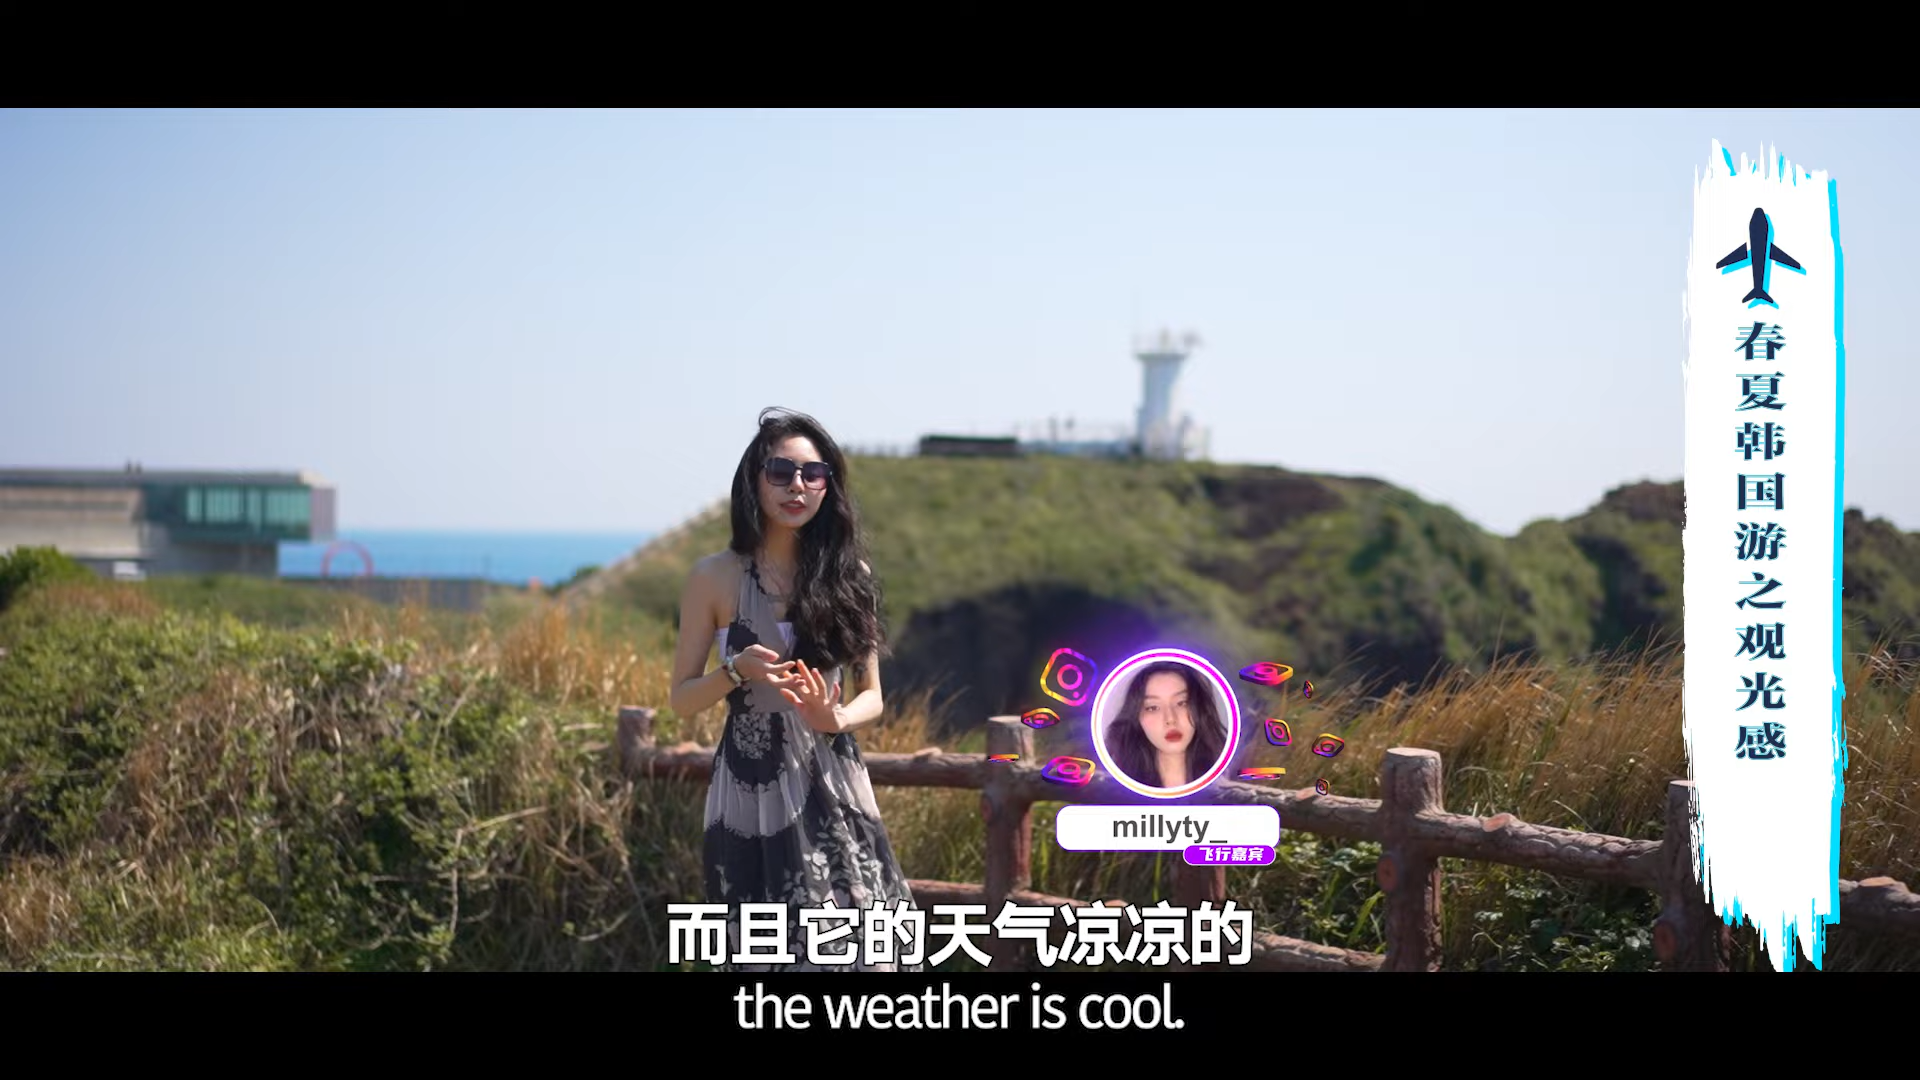 春夏韩国游之观光感
millyty_
飞行嘉宾
而且它的天气凉凉的
the weather is cool.